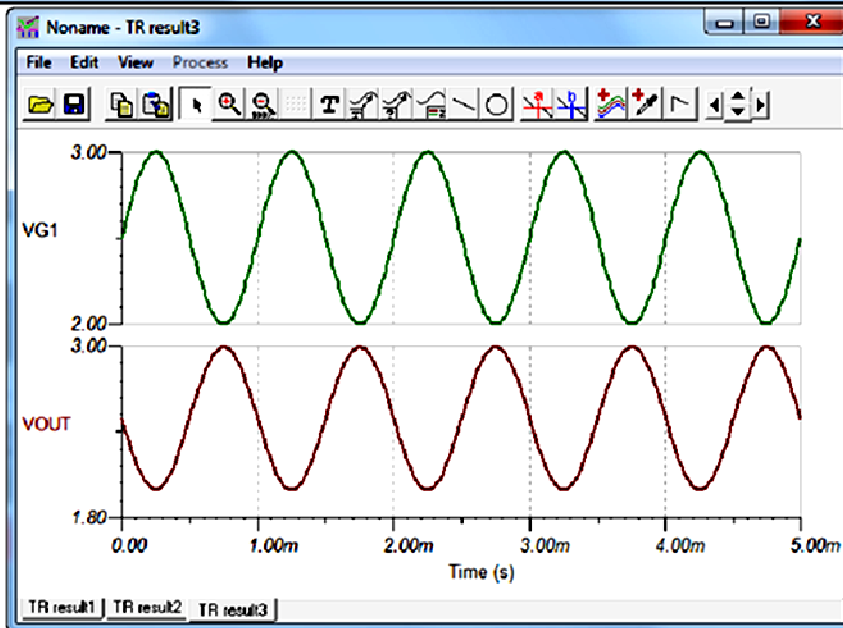 Noname - TR result3
File Edit View Process Help
T
3.00
VG1
2.00
3.00
VOUT
1.80
0.00 1.00m 2.00m 3.00m 4.00m 5.00m
Time (s)
TR result1 TR result2 TR result3